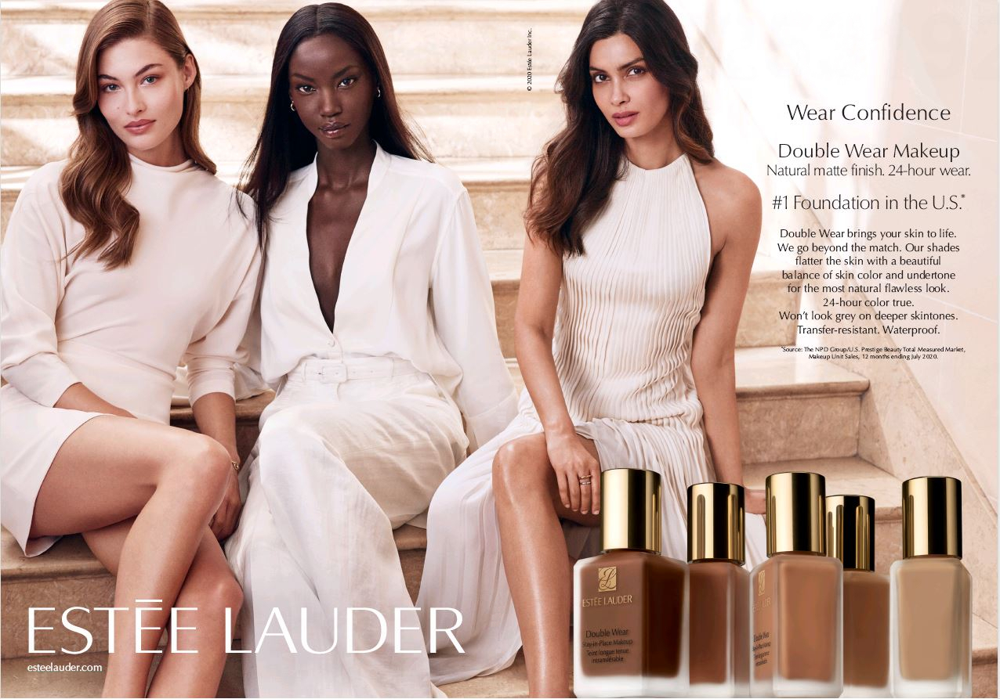 © 2020 Estée Lauder Inc.
Wear Confidence
Double Wear Makeup
Natural matte finish. 24-hour wear.
#1 Foundation in the U.S.*
Double Wear brings your skin to life.
We go beyond the match. Our shades
flatter the skin with a beautiful
balance of skin color and undertone
for the most natural flawless look.
24-hour color true.
Won't look grey on deeper skintones.
Transfer-resistant. Waterproof.
*Source: The NPD Group/U.S. Prestige Beauty Total Measured Market,
Makeup Unit Sales, 12 months ending July 2020.
ESTĒE LAUDER
esteelauder.com
ESTĒE LAUDER
Double Wear
Stay-in-Place Makeup
Teint longue tenue
intransférable
Double Wear